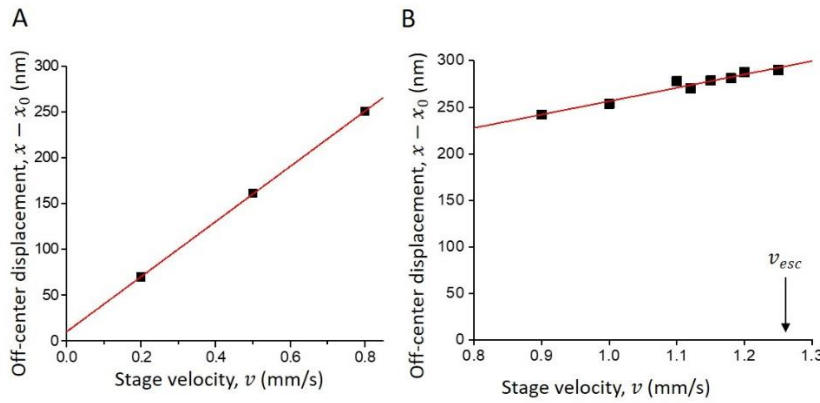 A
Off-center displacement, x − x₀ (nm)
300
250
200
150
100
50
0
0.0 0.2 0.4 0.6 0.8
Stage velocity, v (mm/s)
B
Off-center displacement, x − x₀ (nm)
300
250
200
150
100
50
0
v_esc
0.8 0.9 1.0 1.1 1.2 1.3
Stage velocity, v (mm/s)